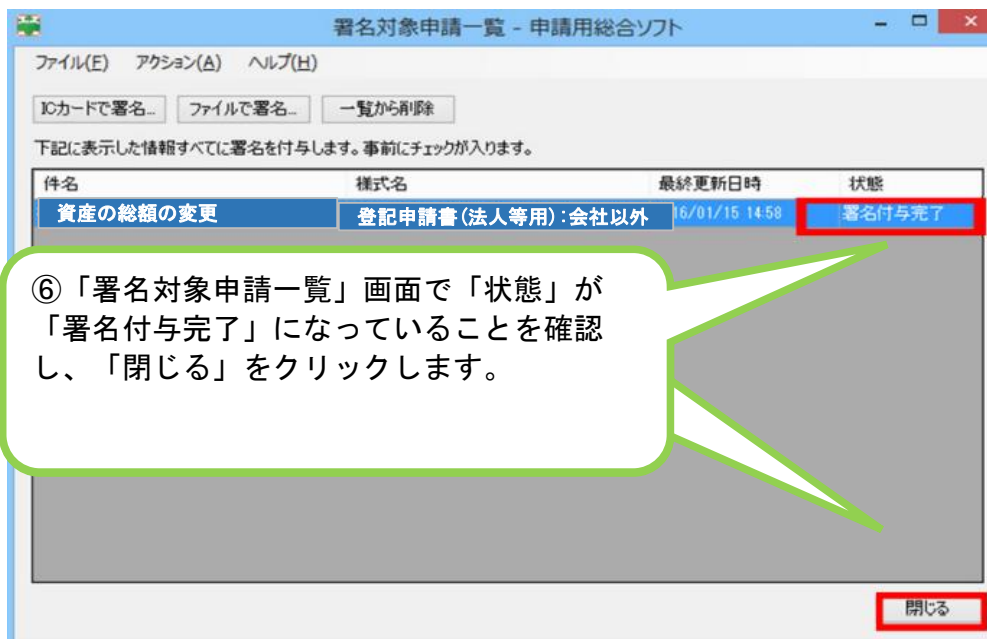 署名対象申請一覧 - 申請用総合ソフト
ファイル(F) アクション(A) ヘルプ(H)
ICカードで署名... ファイルで署名... 一覧から削除
下記に表示した情報すべてに署名を付与します。事前にチェックが入ります。
件名 様式名 最終更新日時 状態
資産の総額の変更 登記申請書(法人等用):会社以外 16/01/15 14:58 署名付与完了
⑥「署名対象申請一覧」画面で「状態」が
「署名付与完了」になっていることを確認
し、「閉じる」をクリックします。
閉じる